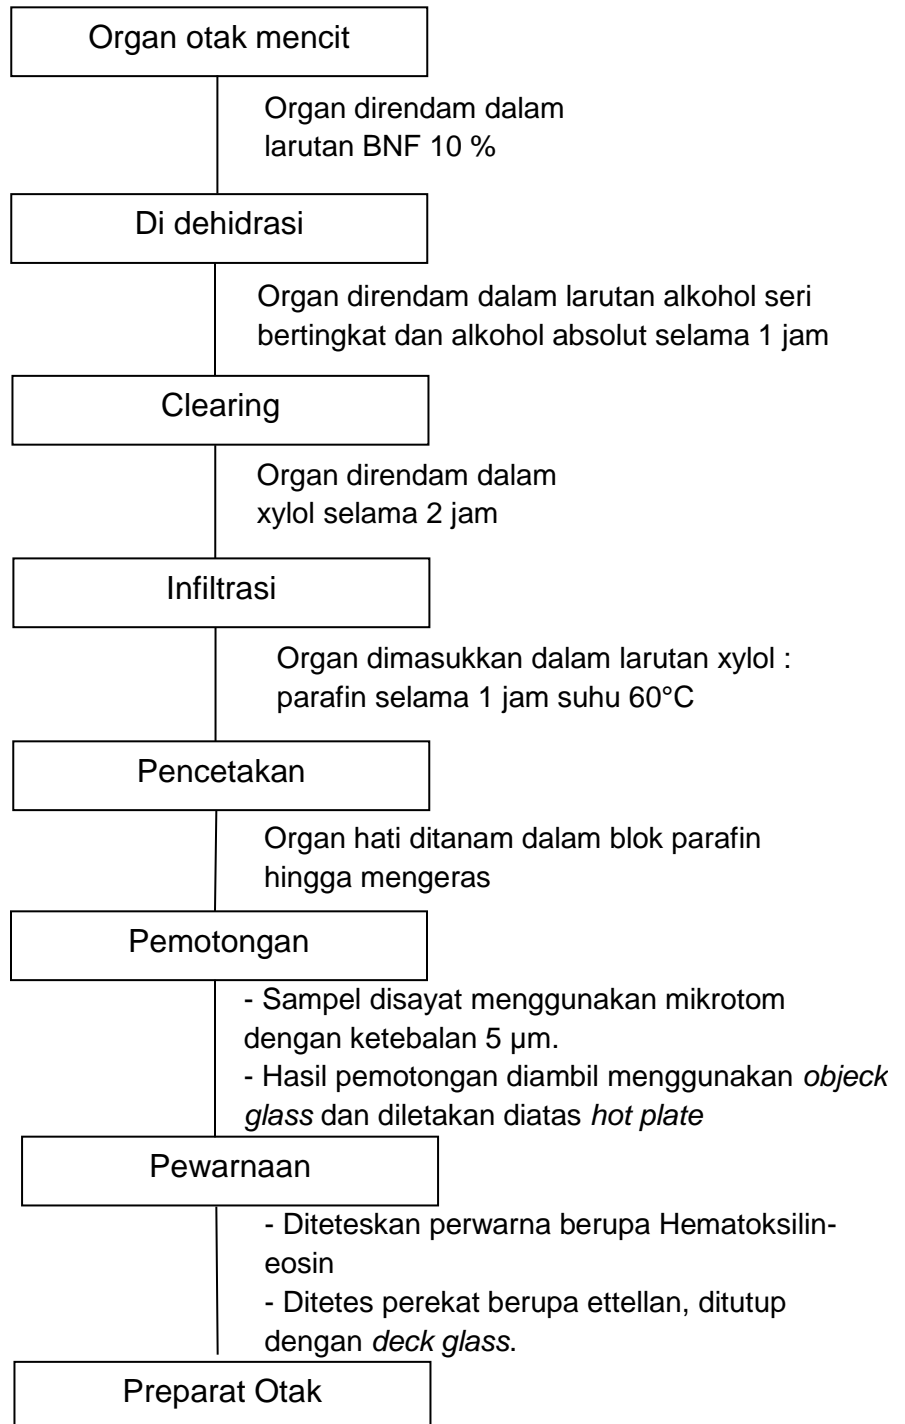 Organ otak mencit
Organ direndam dalam
larutan BNF 10 %
Di dehidrasi
Organ direndam dalam larutan alkohol seri
bertingkat dan alkohol absolut selama 1 jam
Clearing
Organ direndam dalam
xylol selama 2 jam
Infiltrasi
Organ dimasukkan dalam larutan xylol :
parafin selama 1 jam suhu 60°C
Pencetakan
Organ hati ditanam dalam blok parafin
hingga mengeras
Pemotongan
- Sampel disayat menggunakan mikrotom
dengan ketebalan 5 µm.
- Hasil pemotongan diambil menggunakan objeck
glass dan diletakan diatas hot plate
Pewarnaan
- Diteteskan perwarna berupa Hematoksilin-
eosin
- Ditetes perekat berupa ettellan, ditutup
dengan deck glass.
Preparat Otak